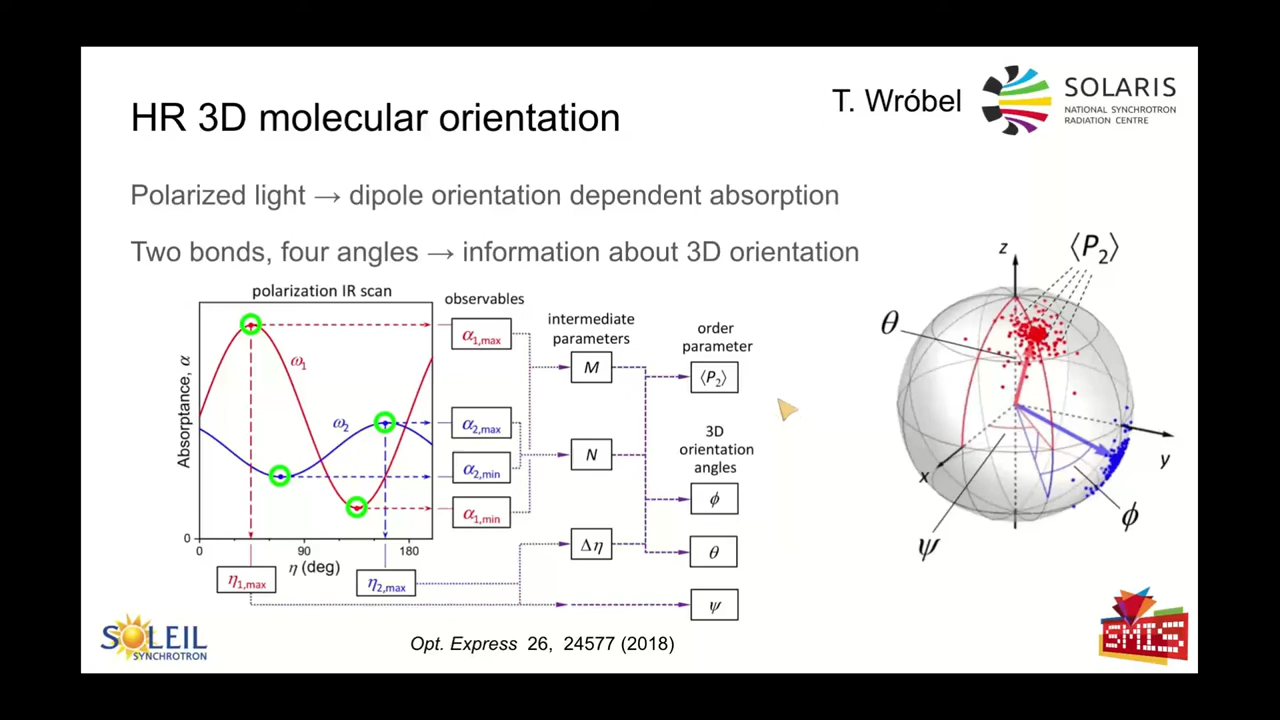 HR 3D molecular orientation
T. Wróbel
SOLARIS
NATIONAL SYNCHROTRON
RADIATION CENTRE
Polarized light → dipole orientation dependent absorption
Two bonds, four angles → information about 3D orientation
polarization IR scan
observables
intermediate
parameters
order
parameter
3D
orientation
angles
Absorptance, α
ω1
ω2
0
0
90
180
η (deg)
η1,max
η2,max
α1,max
α2,max
α2,min
α1,min
M
N
Δη
⟨P2⟩
ϕ
θ
ψ
z
⟨P2⟩
θ
x
y
ψ
ϕ
SOLEIL
SYNCHROTRON
Opt. Express 26, 24577 (2018)
SMIS